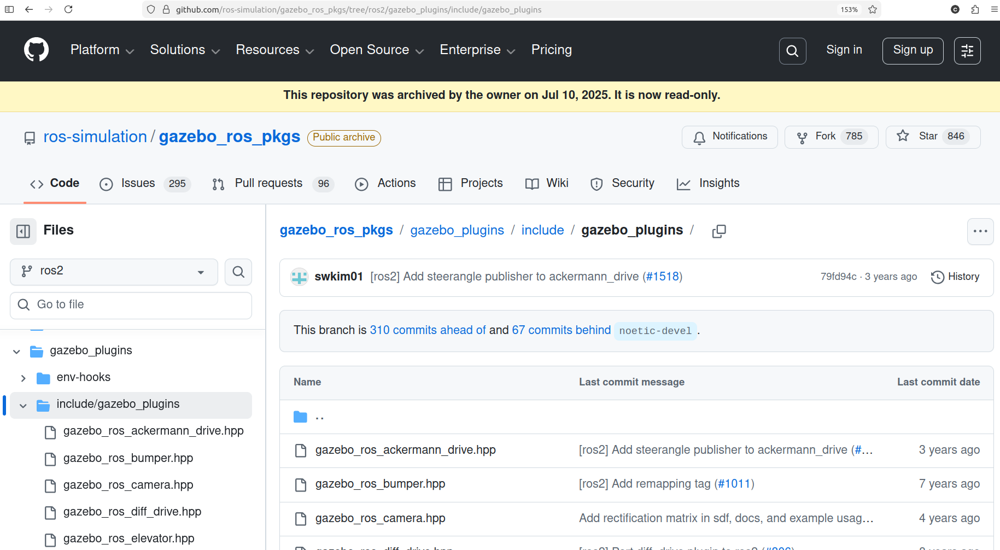 github.com/ros-simulation/gazebo_ros_pkgs/tree/ros2/gazebo_plugins/include/gazebo_plugins
153%
Platform
Solutions
Resources
Open Source
Enterprise
Pricing
Sign in
Sign up
This repository was archived by the owner on Jul 10, 2025. It is now read-only.
ros-simulation / gazebo_ros_pkgs
Public archive
Notifications
Fork 785
Star 846
Code
Issues 295
Pull requests 96
Actions
Projects
Wiki
Security
Insights
Files
ros2
Go to file
gazebo_plugins
env-hooks
include/gazebo_plugins
gazebo_ros_ackermann_drive.hpp
gazebo_ros_bumper.hpp
gazebo_ros_camera.hpp
gazebo_ros_diff_drive.hpp
gazebo_ros_elevator.hpp
gazebo_ros_pkgs / gazebo_plugins / include / gazebo_plugins /
swkim01 [ros2] Add steerangle publisher to ackermann_drive (#1518)
79fd94c · 3 years ago
History
This branch is 310 commits ahead of and 67 commits behind noetic-devel .
Name Last commit message Last commit date
..
gazebo_ros_ackermann_drive.hpp [ros2] Add steerangle publisher to ackermann_drive (#... 3 years ago
gazebo_ros_bumper.hpp [ros2] Add remapping tag (#1011) 7 years ago
gazebo_ros_camera.hpp Add rectification matrix in sdf, docs, and example usag... 4 years ago